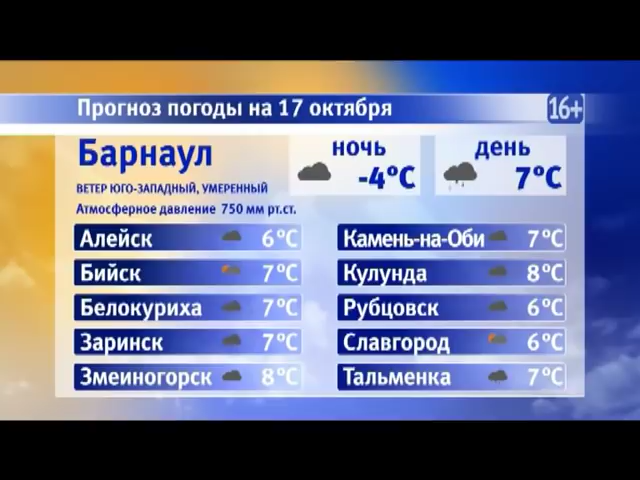 Прогноз погоды на 17 октября 16+
Барнаул
ВЕТЕР ЮГО-ЗАПАДНЫЙ, УМЕРЕННЫЙ
Атмосферное давление 750 мм рт.ст.
ночь
-4°C
день
7°C
Алейск 6°C
Бийск 7°C
Белокуриха 7°C
Заринск 7°C
Змеиногорск 8°C
Камень-на-Оби 7°C
Кулунда 8°C
Рубцовск 6°C
Славгород 6°C
Тальменка 7°C